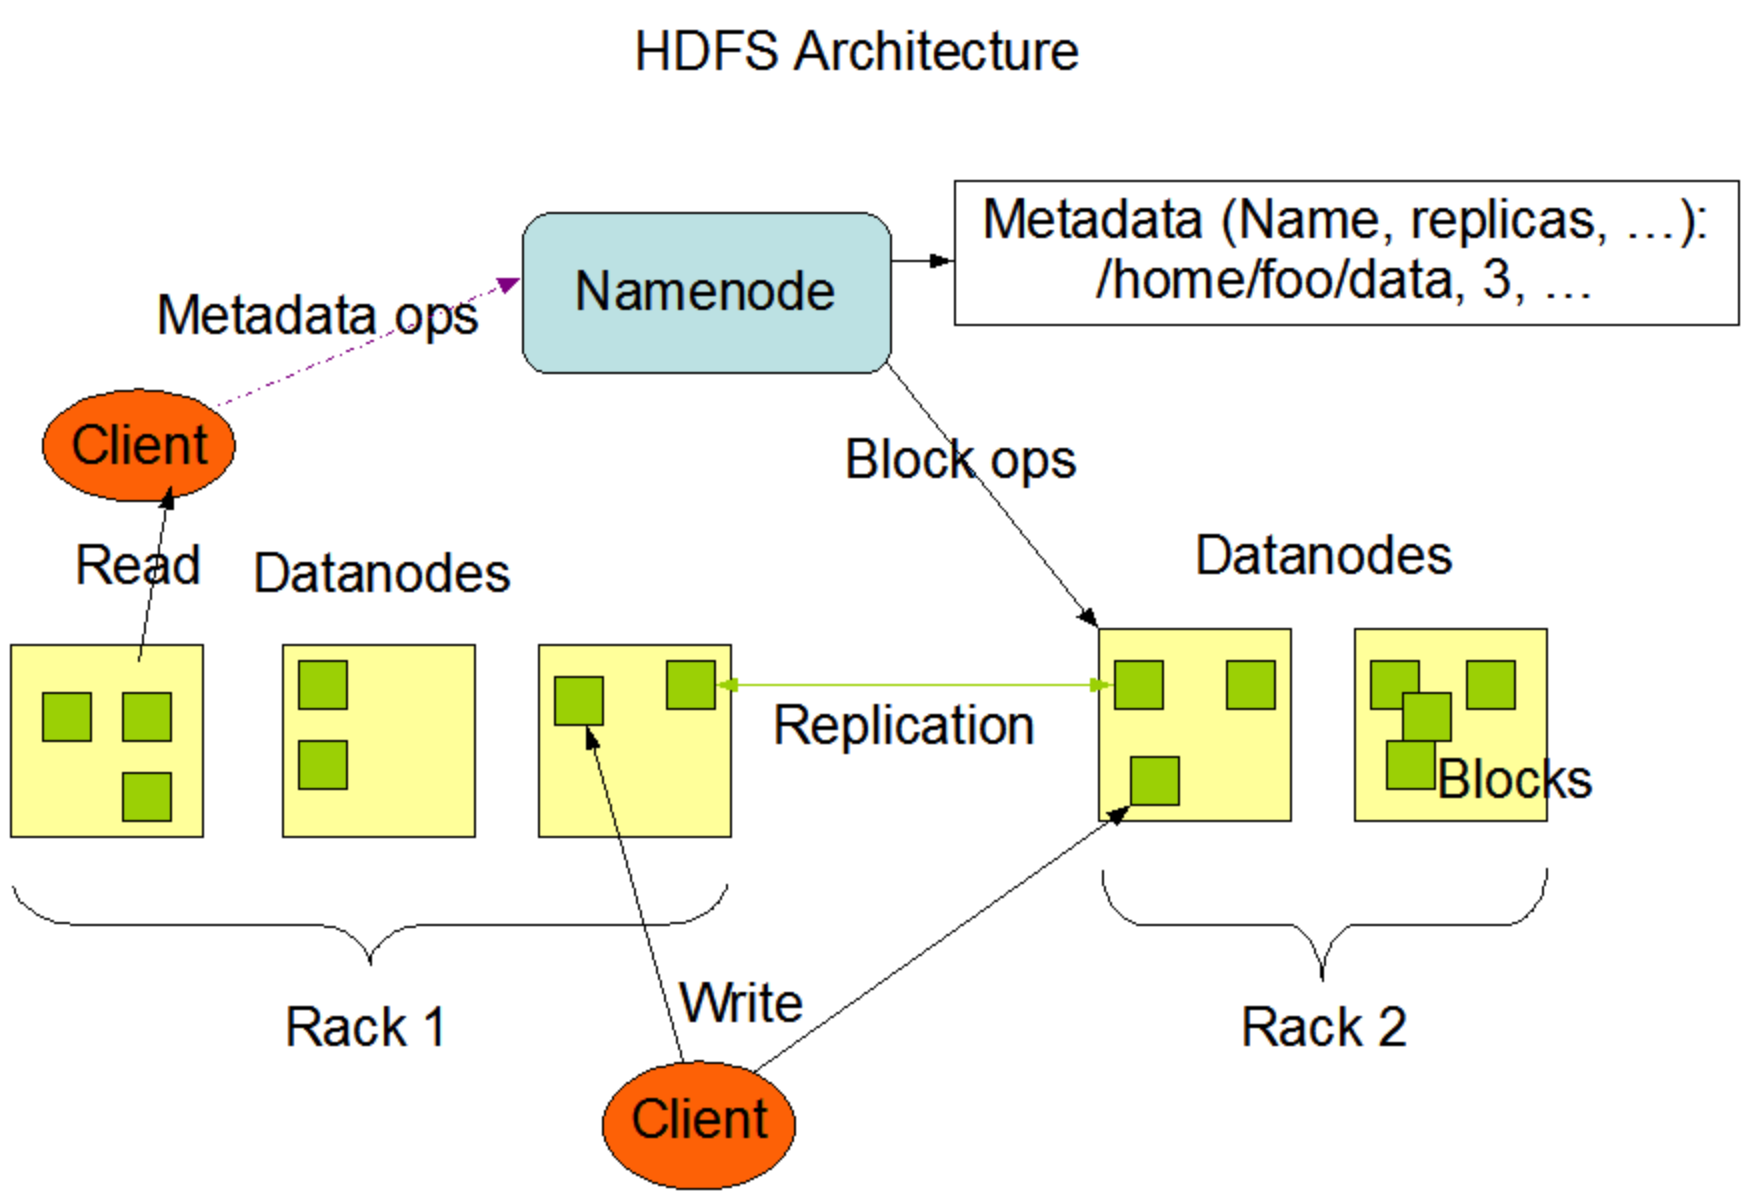 HDFS Architecture
Metadata (Name, replicas, ...):
/home/foo/data, 3, ...
Namenode
Metadata ops
Client
Block ops
Read
Datanodes
Datanodes
Replication
Blocks
Write
Rack 1
Rack 2
Client